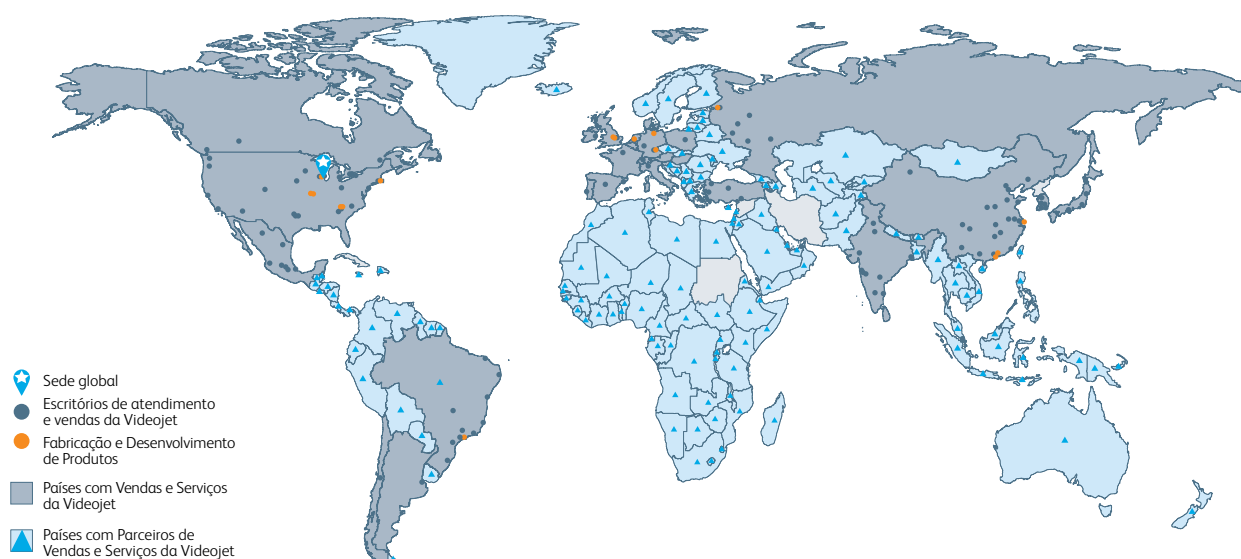 Sede global
Escritórios de atendimento
e vendas da Videojet
Fabricação e Desenvolvimento
de Produtos
Países com Vendas e Serviços
da Videojet
Países com Parceiros de
Vendas e Serviços da Videojet